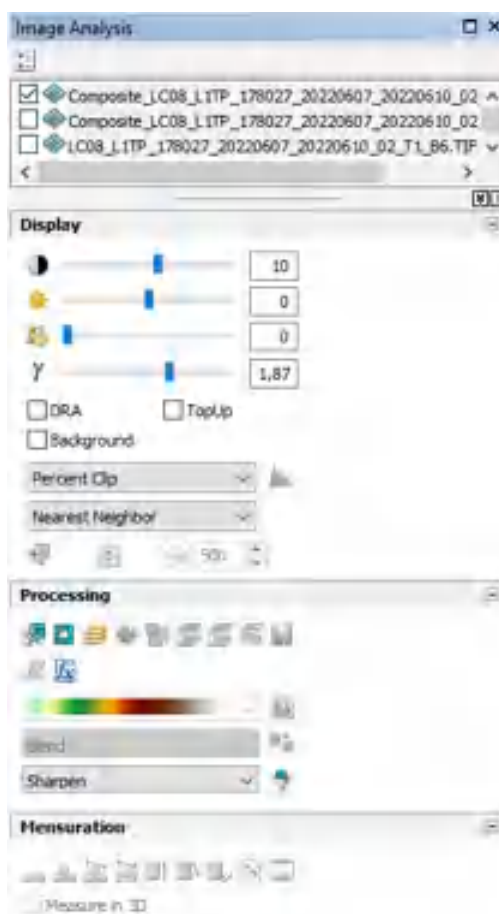 Image Analysis
Composite_LC08_L1TP_178027_20220607_20220610_02
Composite_LC08_L1TP_178027_20220607_20220610_02
LC08_L1TP_178027_20220607_20220610_02_T1_B6.TIF
Display
10
0
0
γ 1,87
DRA TopUp
Background
Percent Clip
Nearest Neighbor
500
Processing
Blend
Sharpen
Mensuration
Measure in 3D